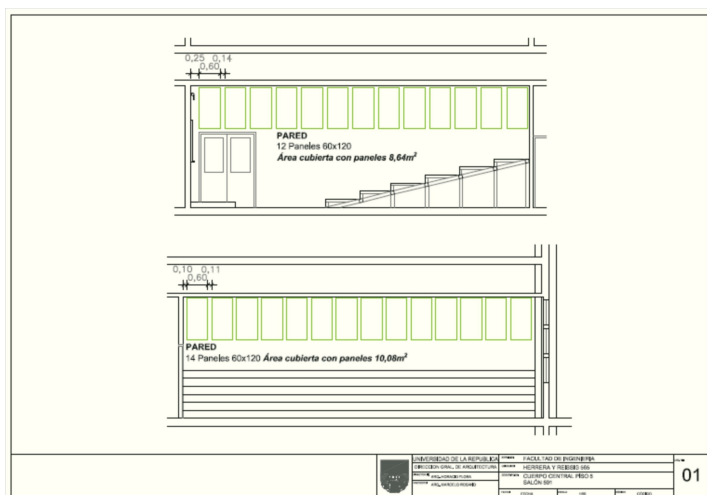 0,25 0,14
0,60
PARED
12 Paneles 60x120
Área cubierta con paneles 8,64m²
0,10 0,11
0,60
PARED
14 Paneles 60x120 Área cubierta con paneles 10,08m²
UNIVERSIDAD DE LA REPUBLICA
DIRECCION GRAL. DE ARQUITECTURA
FACULTAD DE INGENIERIA
HERRERA Y REISSIG 565
CUERPO CENTRAL PISO 5
SALÓN 501
01